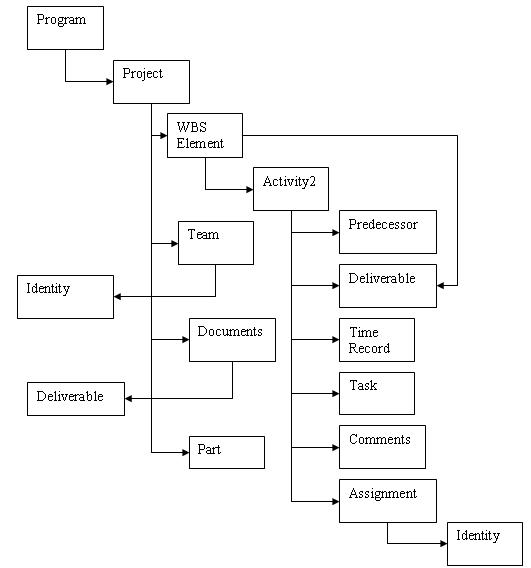 Program
Project
WBS
Element
Activity2
Predecessor
Team
Deliverable
Identity
Documents
Time
Record
Task
Deliverable
Comments
Part
Assignment
Identity